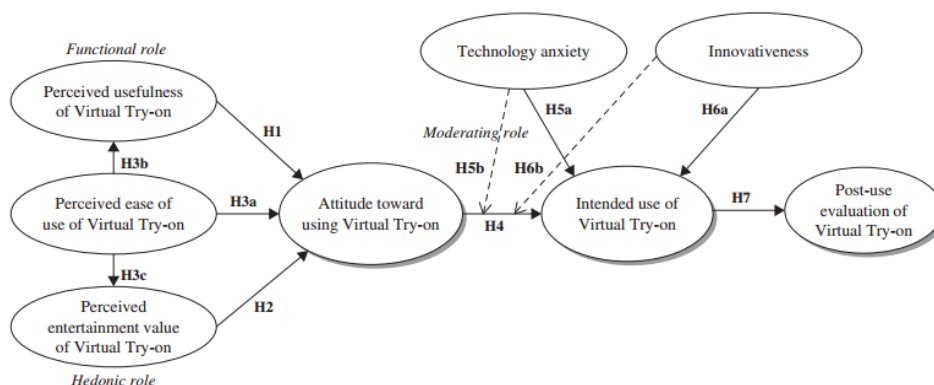 Functional role
Perceived usefulness
of Virtual Try-on
H1
H3b
Perceived ease of
use of Virtual Try-on
H3a
H3c
Perceived
entertainment value
of Virtual Try-on
H2
Hedonic role
Attitude toward
using Virtual Try-on
Technology anxiety
Innovativeness
H5a
H6a
Moderating role
H5b
H6b
H4
Intended use of
Virtual Try-on
H7
Post-use
evaluation of
Virtual Try-on